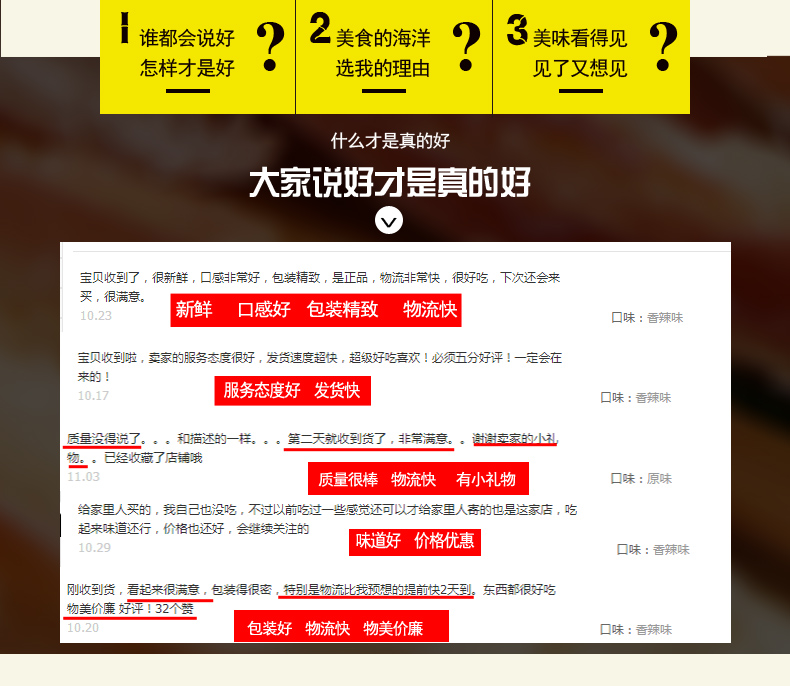 1 谁都会说好
怎样才是好 ?
2 美食的海洋
选我的理由 ?
3 美味看得见
见了又想见 ?
什么才是真的好
大家说好才是真的好
宝贝收到了，很新鲜，口感非常好，包装精致，是正品，物流非常快，很好吃，下次还会来
买，很满意。
新鲜 口感好 包装精致 物流快
10.23
口味：香辣味
宝贝收到啦，卖家的服务态度很好，发货速度超快，超级好吃喜欢！必须五分好评！一定会在
来的！
服务态度好 发货快
10.17
口味：香辣味
质量没得说了。。。和描述的一样。。。第二天就收到货了，非常满意。。谢谢卖家的小礼
物。。已经收藏了店铺哦
质量很棒 物流快 有小礼物
11.03
口味：原味
给家里人买的，我自己也没吃，不过以前吃过一些感觉还可以才给家里人寄的也是这家店，吃
起来味道还行，价格也还好，会继续关注的
味道好 价格优惠
10.29
口味：香辣味
刚收到货，看起来很满意，包装得很密，特别是物流比我预想的提前快2天到。东西都很好吃
物美价廉 好评！32个赞
包装好 物流快 物美价廉
10.20
口味：香辣味